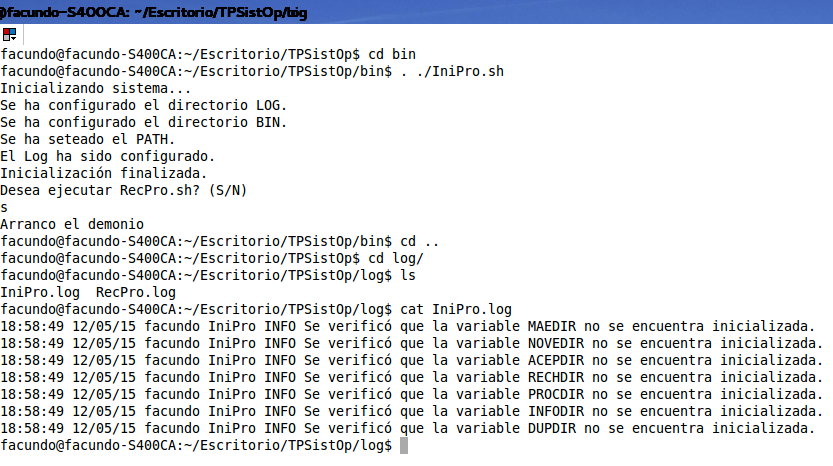 facundo-S400CA: ~/Escritorio/TPSistOp/log
facundo@facundo-S400CA:~/Escritorio/TPSistOp$ cd bin
facundo@facundo-S400CA:~/Escritorio/TPSistOp/bin$ . ./IniPro.sh
Inicializando sistema...
Se ha configurado el directorio LOG.
Se ha configurado el directorio BIN.
Se ha seteado el PATH.
El Log ha sido configurado.
Inicialización finalizada.
Desea ejecutar RecPro.sh? (S/N)
s
Arranco el demonio
facundo@facundo-S400CA:~/Escritorio/TPSistOp/bin$ cd ..
facundo@facundo-S400CA:~/Escritorio/TPSistOp$ cd log/
facundo@facundo-S400CA:~/Escritorio/TPSistOp/log$ ls
IniPro.log  RecPro.log
facundo@facundo-S400CA:~/Escritorio/TPSistOp/log$ cat IniPro.log
18:58:49 12/05/15 facundo IniPro INFO Se verificó que la variable MAEDIR no se encuentra inicializada.
18:58:49 12/05/15 facundo IniPro INFO Se verificó que la variable NOVEDIR no se encuentra inicializada.
18:58:49 12/05/15 facundo IniPro INFO Se verificó que la variable ACEPDIR no se encuentra inicializada.
18:58:49 12/05/15 facundo IniPro INFO Se verificó que la variable RECHDIR no se encuentra inicializada.
18:58:49 12/05/15 facundo IniPro INFO Se verificó que la variable PROCDIR no se encuentra inicializada.
18:58:49 12/05/15 facundo IniPro INFO Se verificó que la variable INFODIR no se encuentra inicializada.
18:58:49 12/05/15 facundo IniPro INFO Se verificó que la variable DUPDIR no se encuentra inicializada.
facundo@facundo-S400CA:~/Escritorio/TPSistOp/log$